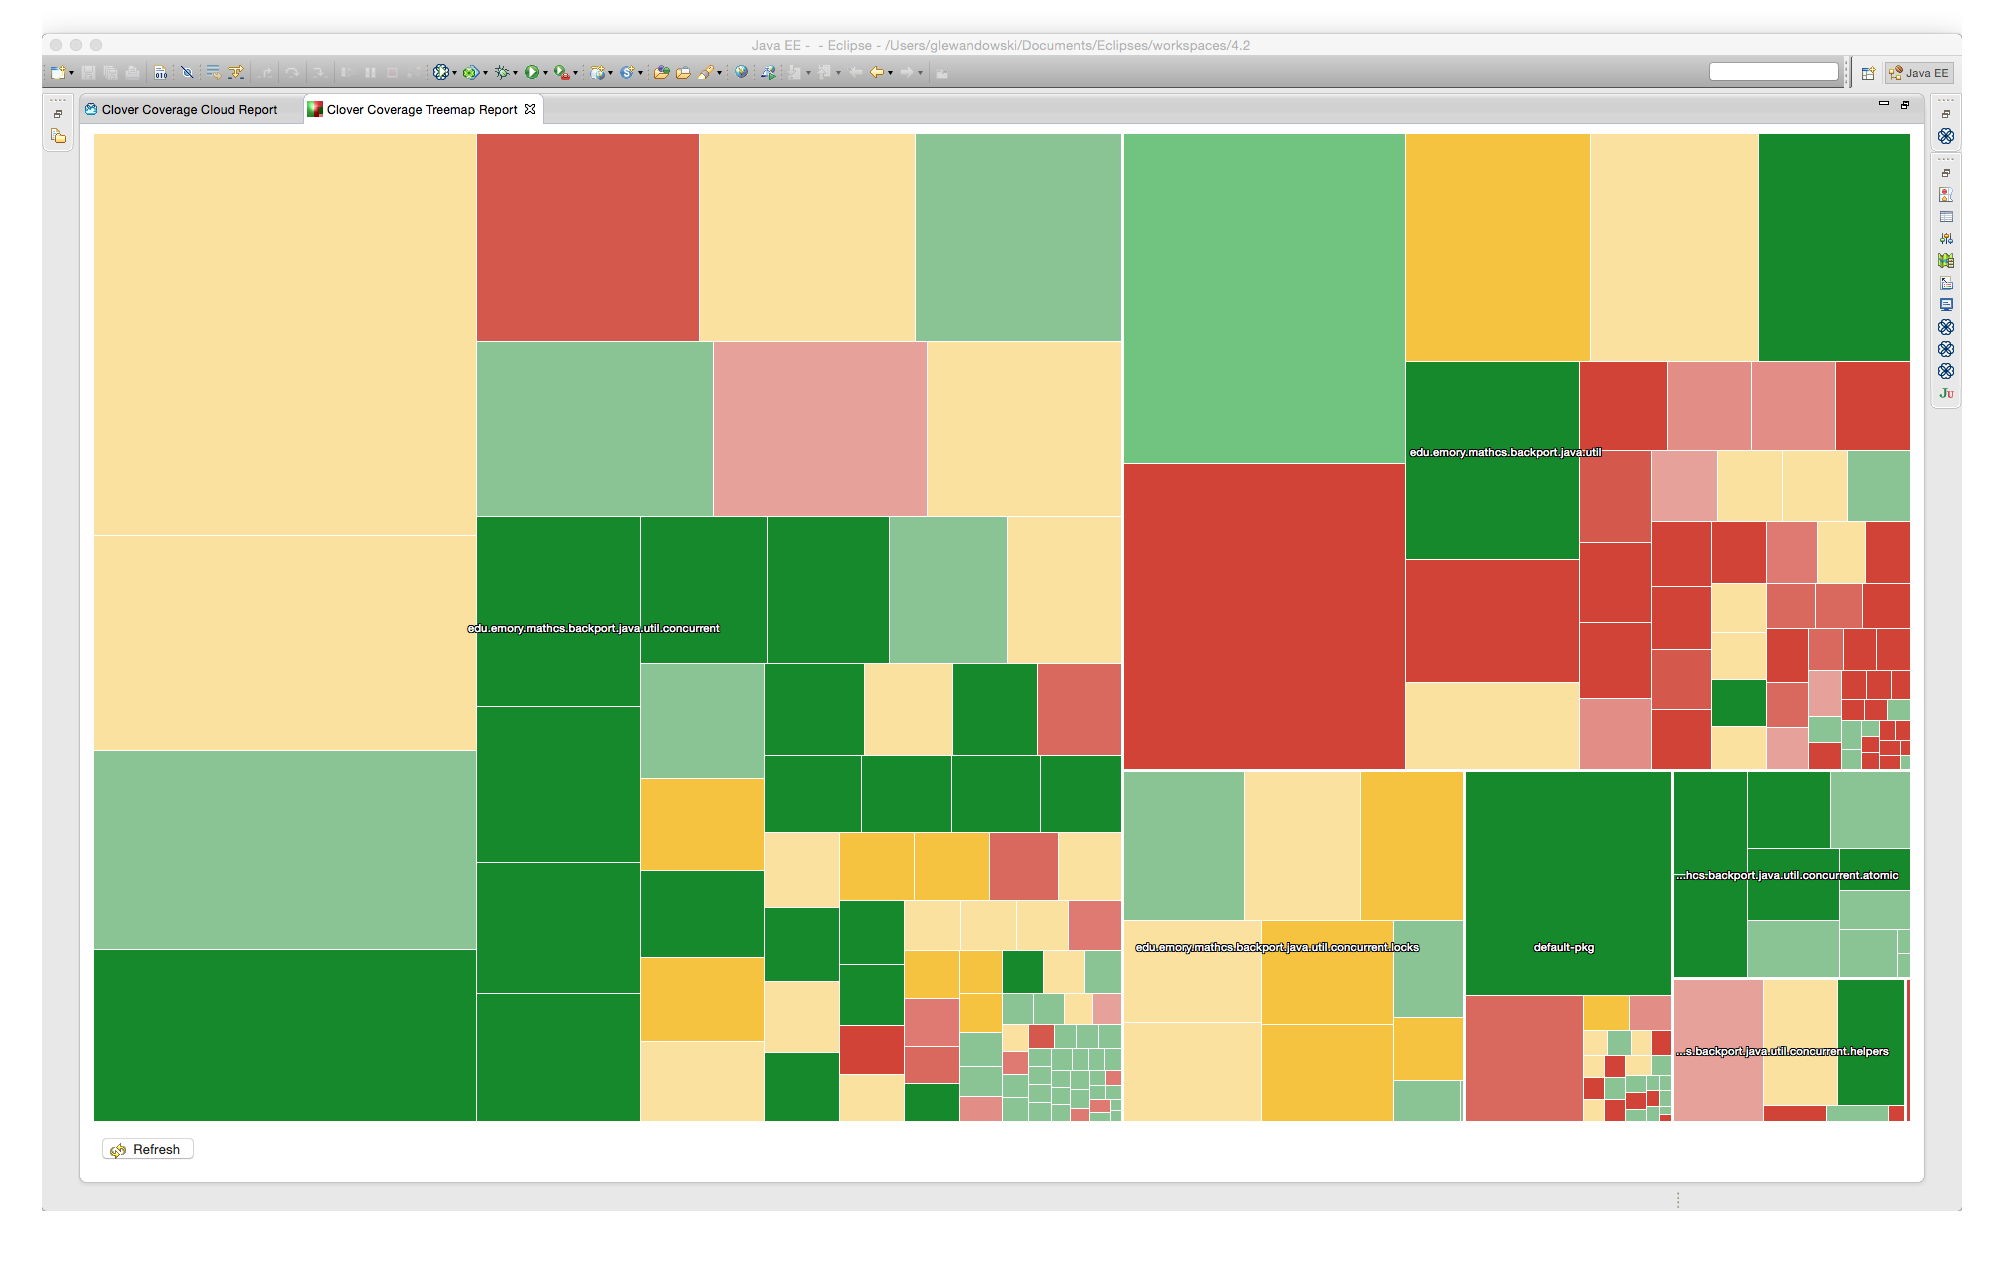 Java EE - - Eclipse - /Users/glewandowski/Documents/Eclipses/workspaces/4.2
Java EE
Clover Coverage Cloud Report
Clover Coverage Treemap Report
edu.emory.mathcs.backport.java.util
edu.emory.mathcs.backport.java.util.concurrent
...hcs.backport.java.util.concurrent.atomic
edu.emory.mathcs.backport.java.util.concurrent.locks
default-pkg
...s.backport.java.util.concurrent.helpers
Refresh